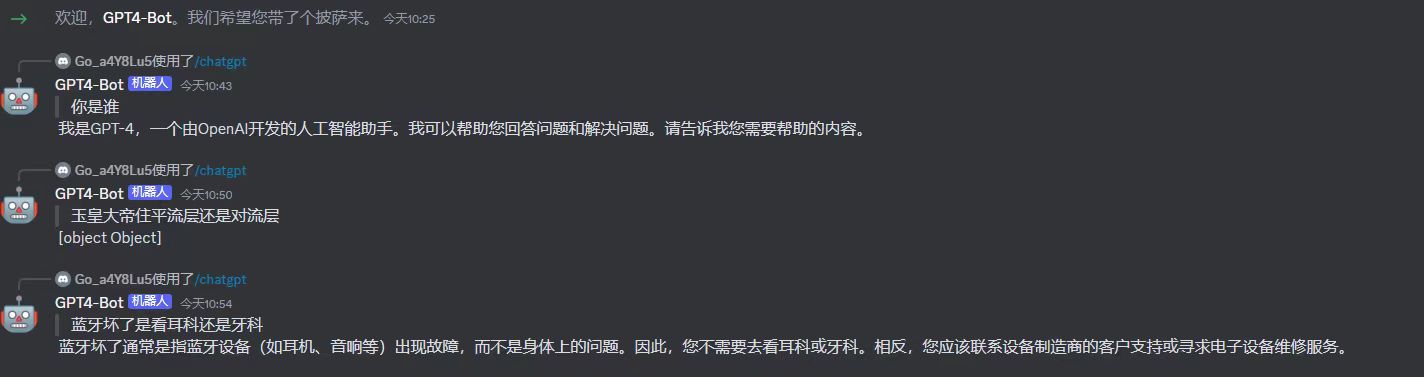 欢迎，GPT4-Bot。我们希望您带了个披萨来。 今天10:25
Go_a4Y8Lu5使用了/chatgpt
GPT4-Bot 机器人 今天10:43
你是谁
我是GPT-4，一个由OpenAI开发的人工智能助手。我可以帮助您回答问题和解决问题。请告诉我您需要帮助的内容。
Go_a4Y8Lu5使用了/chatgpt
GPT4-Bot 机器人 今天10:50
玉皇大帝住平流层还是对流层
[object Object]
Go_a4Y8Lu5使用了/chatgpt
GPT4-Bot 机器人 今天10:54
蓝牙坏了是看耳科还是牙科
蓝牙坏了通常是指蓝牙设备（如耳机、音响等）出现故障，而不是身体上的问题。因此，您不需要去看耳科或牙科。相反，您应该联系设备制造商的客户支持或寻求电子设备维修服务。